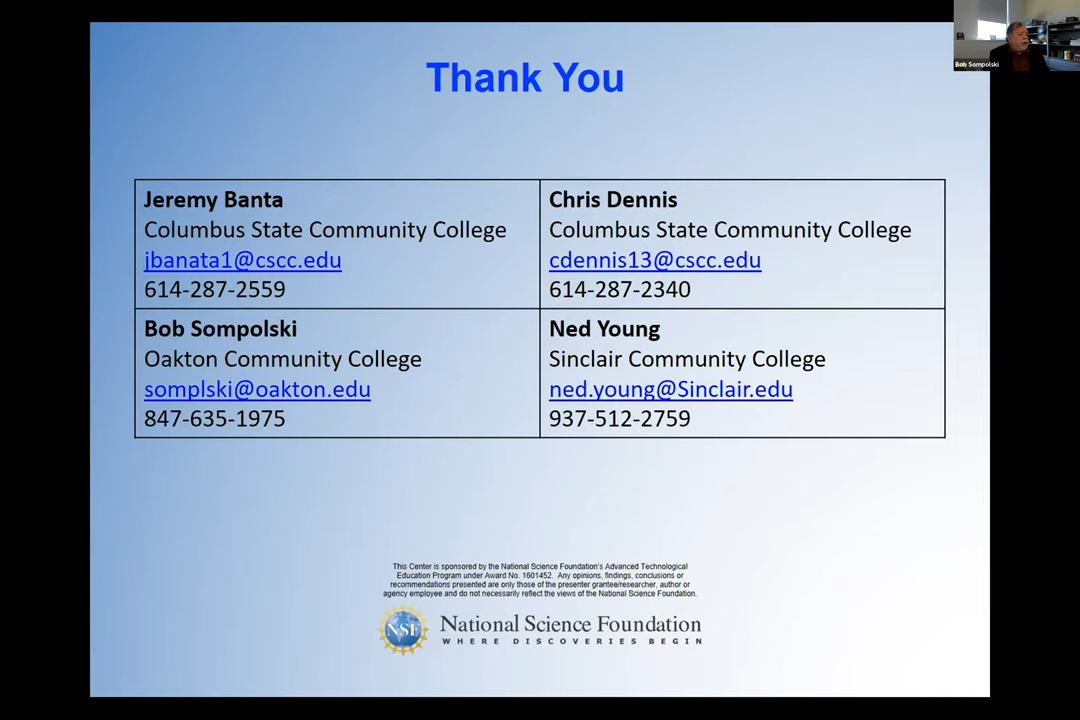 Thank You
Bob Sompolski
Jeremy Banta
Columbus State Community College
jbanata1@cscc.edu
614-287-2559
Chris Dennis
Columbus State Community College
cdennis13@cscc.edu
614-287-2340
Bob Sompolski
Oakton Community College
somplski@oakton.edu
847-635-1975
Ned Young
Sinclair Community College
ned.young@Sinclair.edu
937-512-2759
This Center is sponsored by the National Science Foundation's Advanced Technological
Education Program under Award No. 1601452. Any opinions, findings, conclusions or
recommendations presented are only those of the presenter grantee/researcher, author or
agency employee and do not necessarily reflect the views of the National Science Foundation.
NSF
National Science Foundation
WHERE DISCOVERIES BEGIN